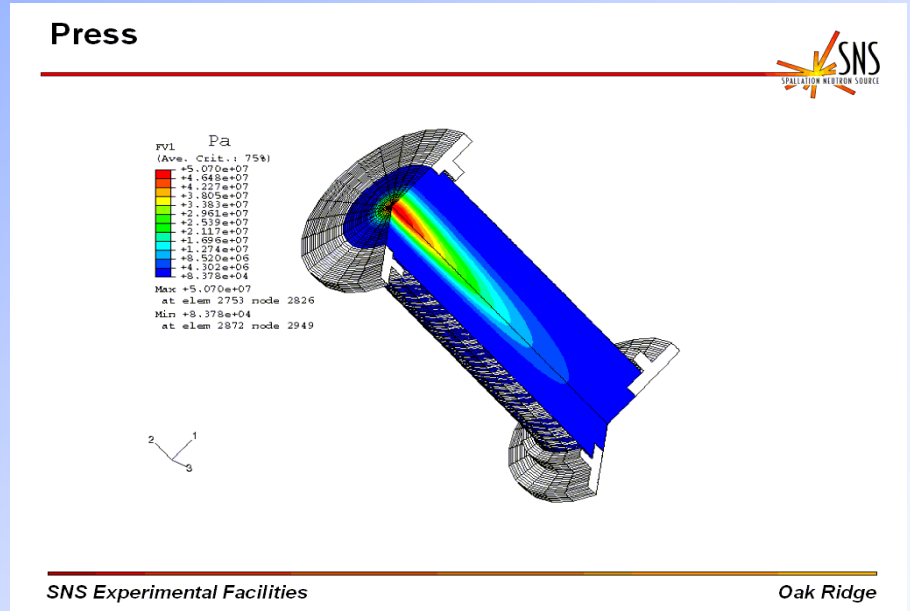 Press
SNS
SPALLATION NEUTRON SOURCE
FV1 Pa
(Ave. Crit.: 75%)
+5.070e+07
+4.648e+07
+4.227e+07
+3.805e+07
+3.383e+07
+2.961e+07
+2.539e+07
+2.117e+07
+1.696e+07
+1.274e+07
+8.520e+06
+4.302e+06
+8.378e+04
Max +5.070e+07
at elem 2753 node 2826
Min +8.378e+04
at elem 2872 node 2949
2 1
3
SNS Experimental Facilities
Oak Ridge